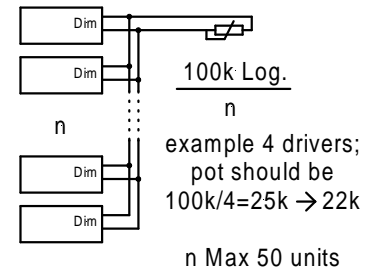 Dim
Dim
n
Dim
Dim
100k Log.
n
example 4 drivers;
pot should be
100k/4=25k → 22k
n Max 50 units